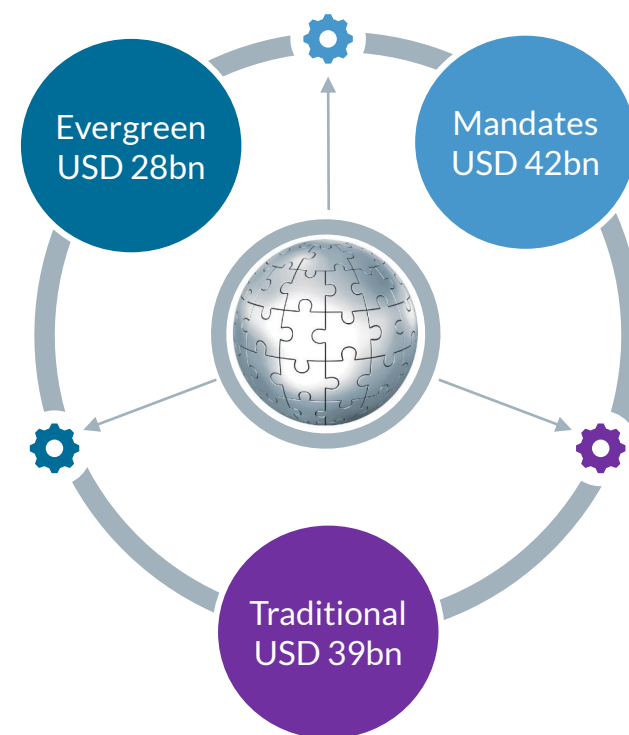 Evergreen
USD 28bn
Mandates
USD 42bn
Traditional
USD 39bn